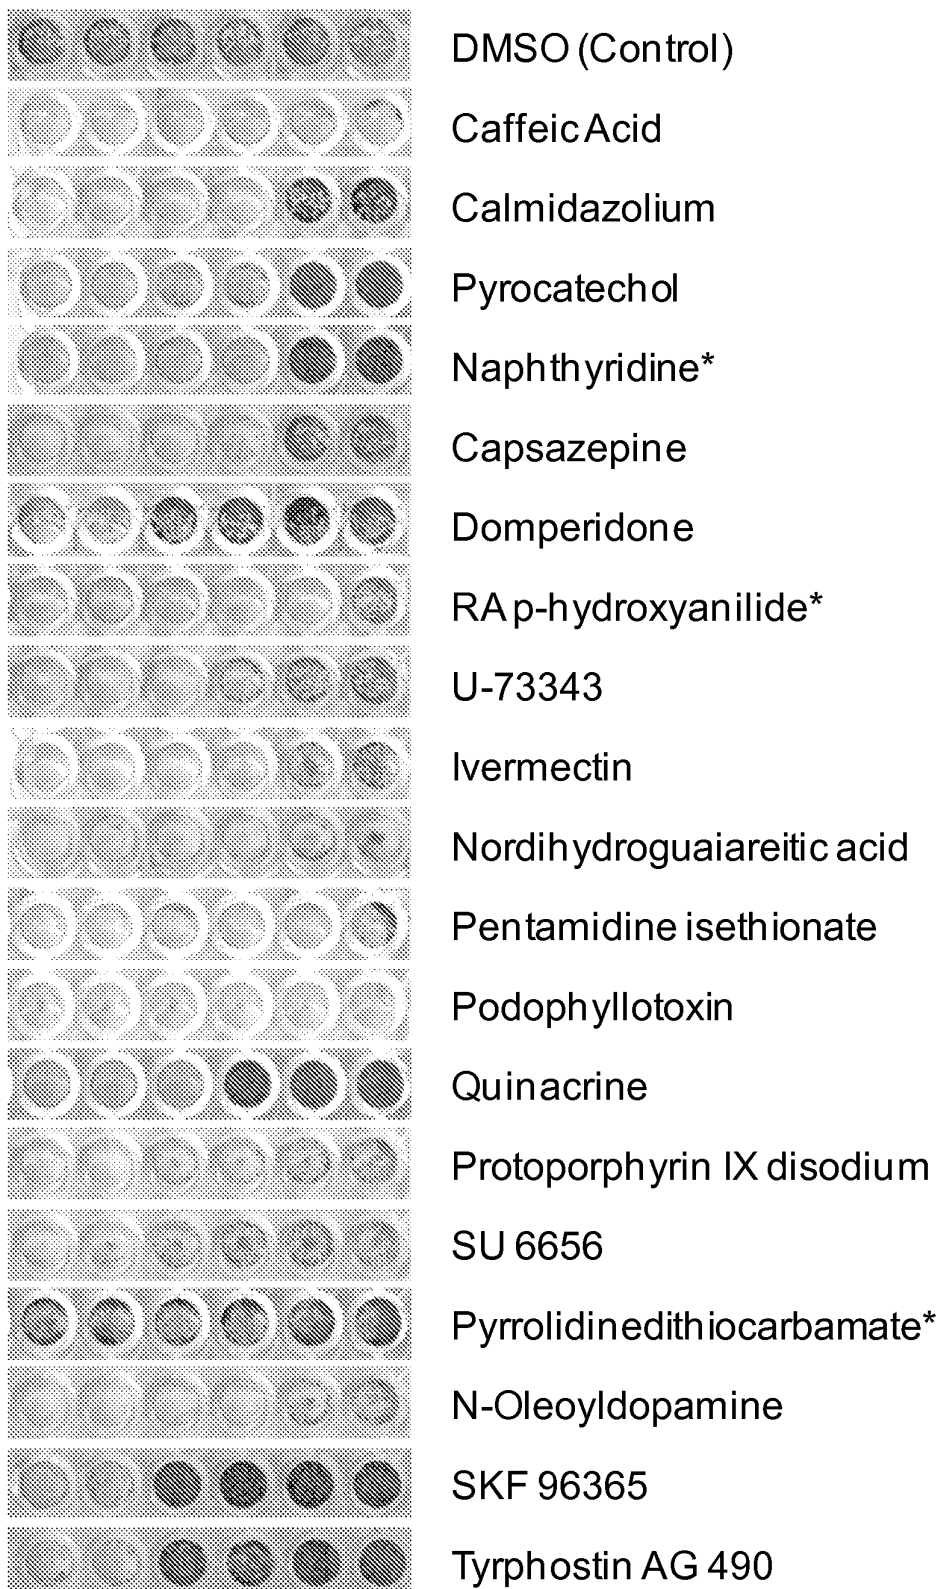 DMSO (Control)
Caffeic Acid
Calmidazolium
Pyrocatechol
Naphthyridine*
Capsazepine
Domperidone
RA p-hydroxyanilide*
U-73343
Ivermectin
Nordihydroguaiareitic acid
Pentamidine isethionate
Podophyllotoxin
Quinacrine
Protoporphyrin IX disodium
SU 6656
Pyrrolidinedithiocarbamate*
N-Oleoyldopamine
SKF 96365
Tyrphostin AG 490